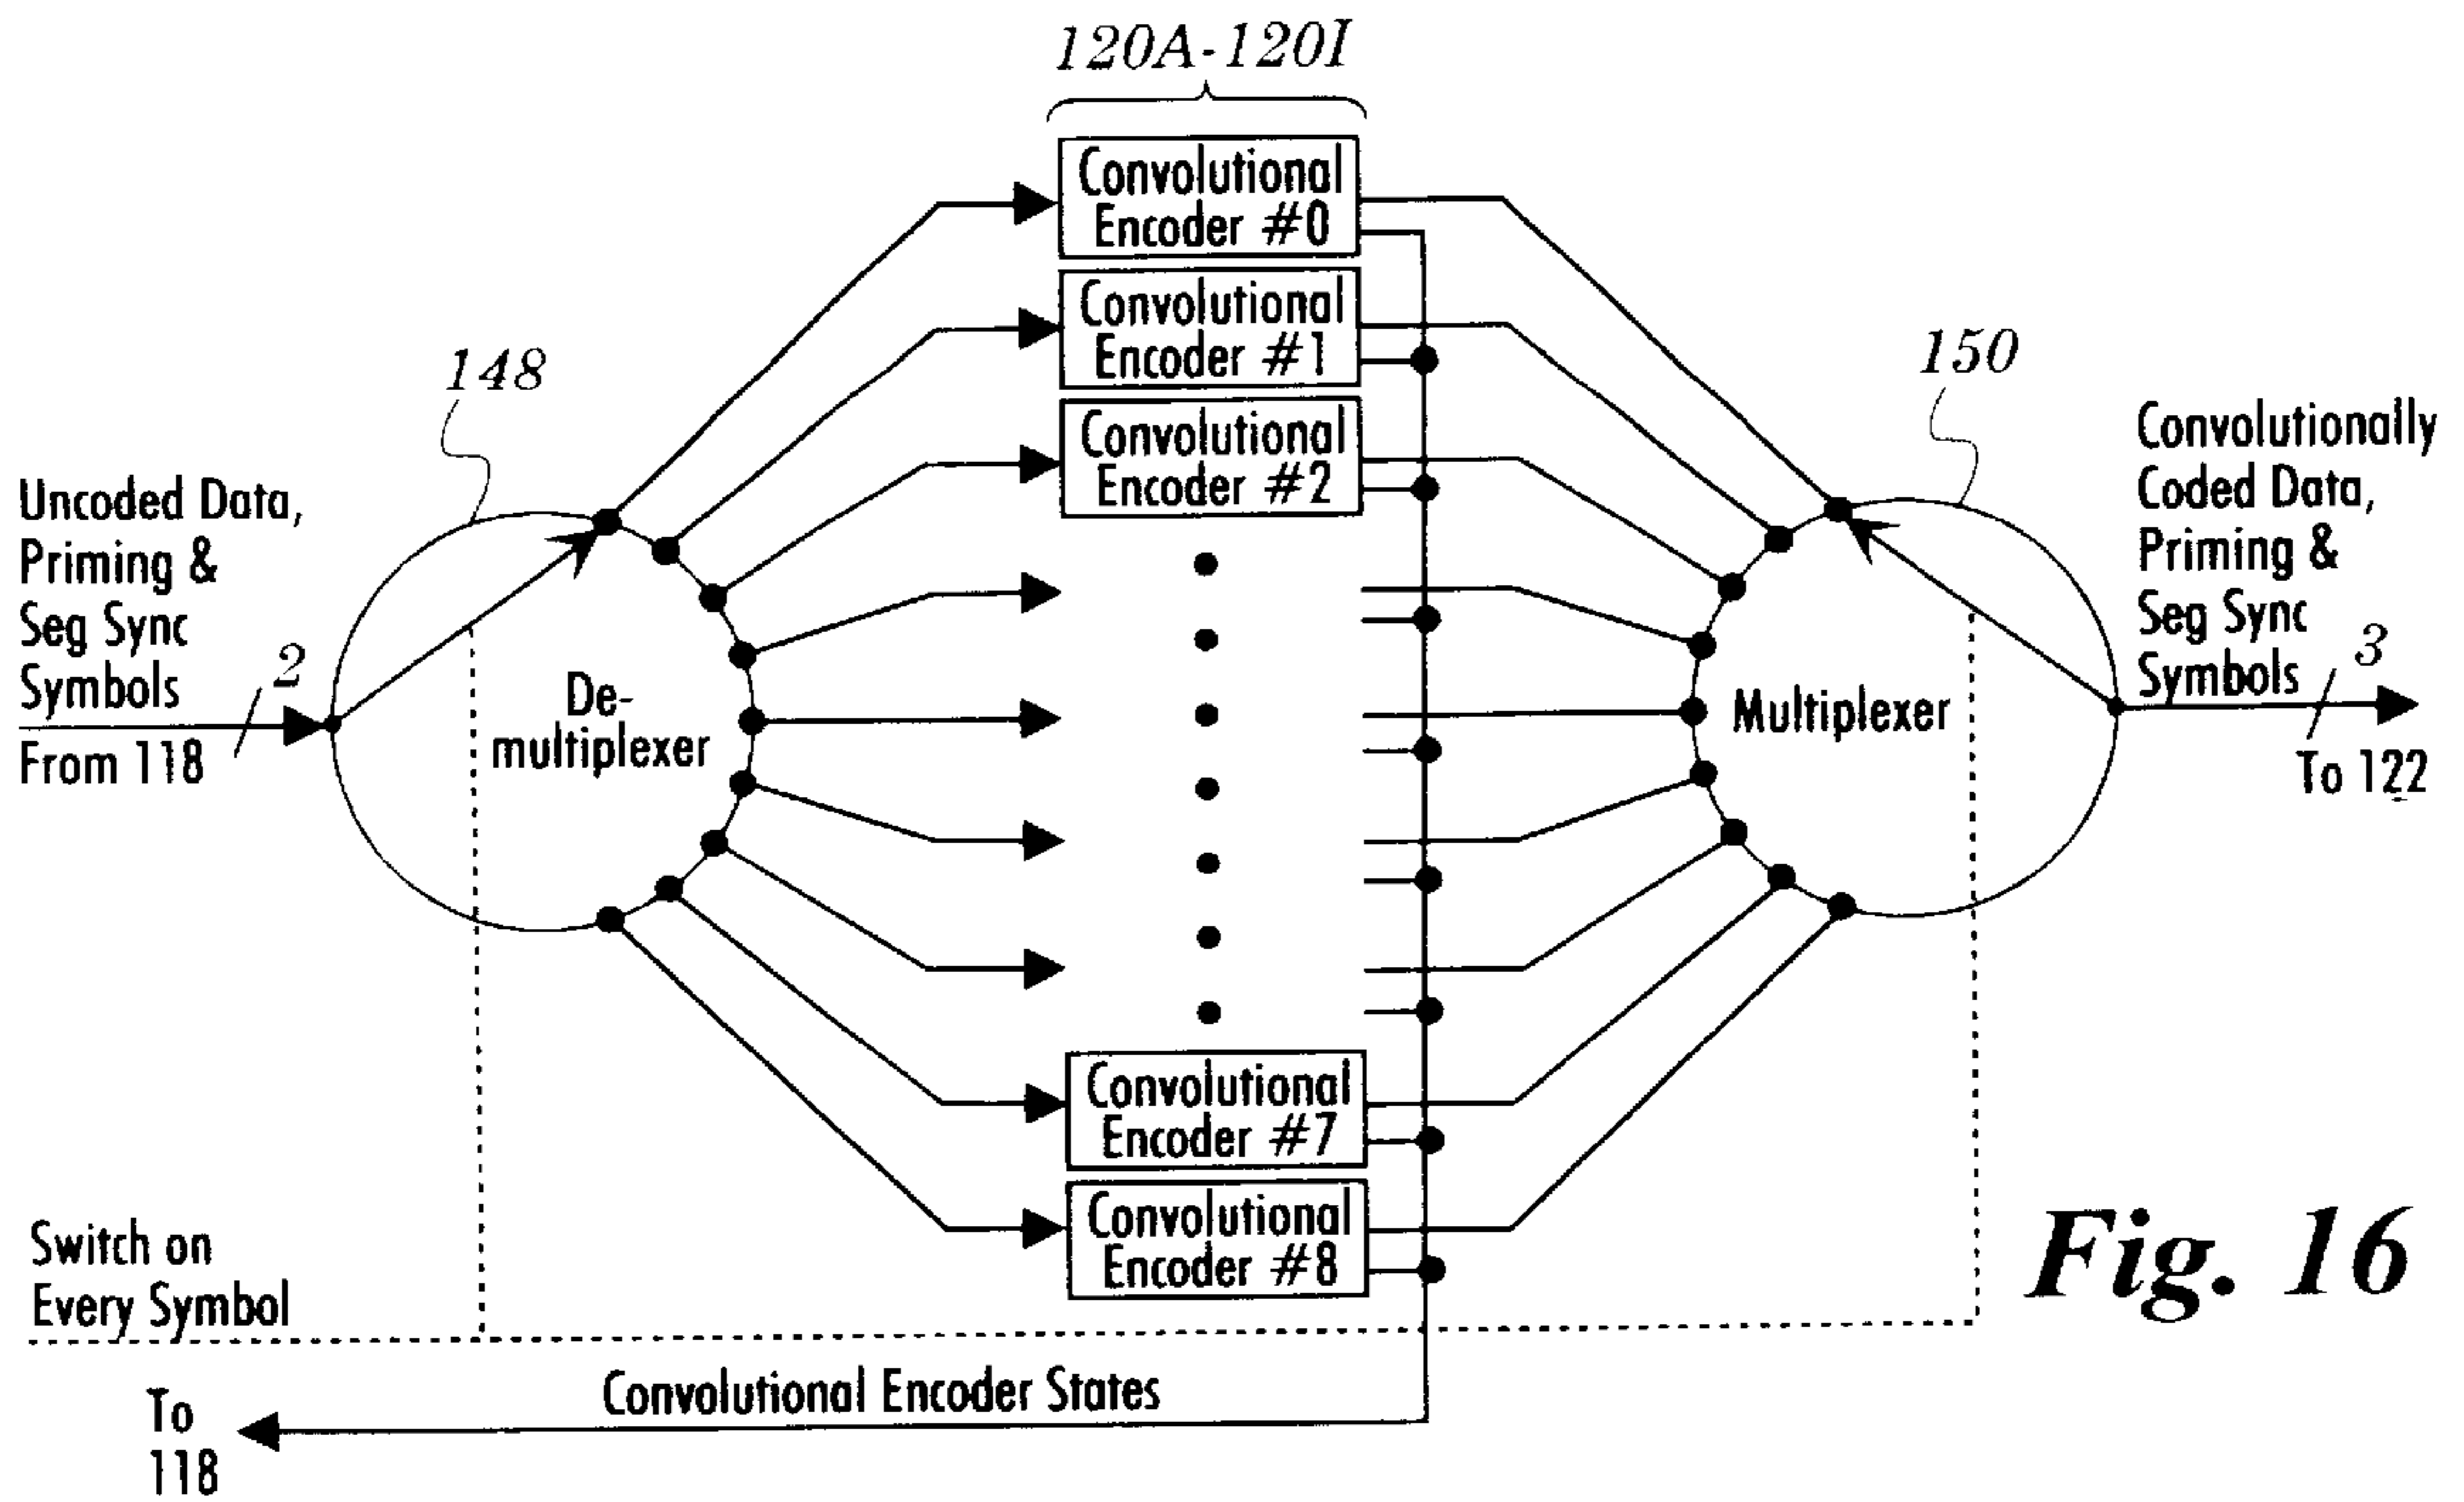 120A-120I
Convolutional
Encoder #0
Convolutional
Encoder #1
Convolutional
Encoder #2
148
150
Uncoded Data,
Priming &
Seg Sync
Symbols
2
From 118
De-
multiplexer
Multiplexer
Convolutionally
Coded Data,
Priming &
Seg Sync
Symbols
3
To 122
Convolutional
Encoder #7
Convolutional
Encoder #8
Switch on
Every Symbol
Convolutional Encoder States
To
118
Fig. 16